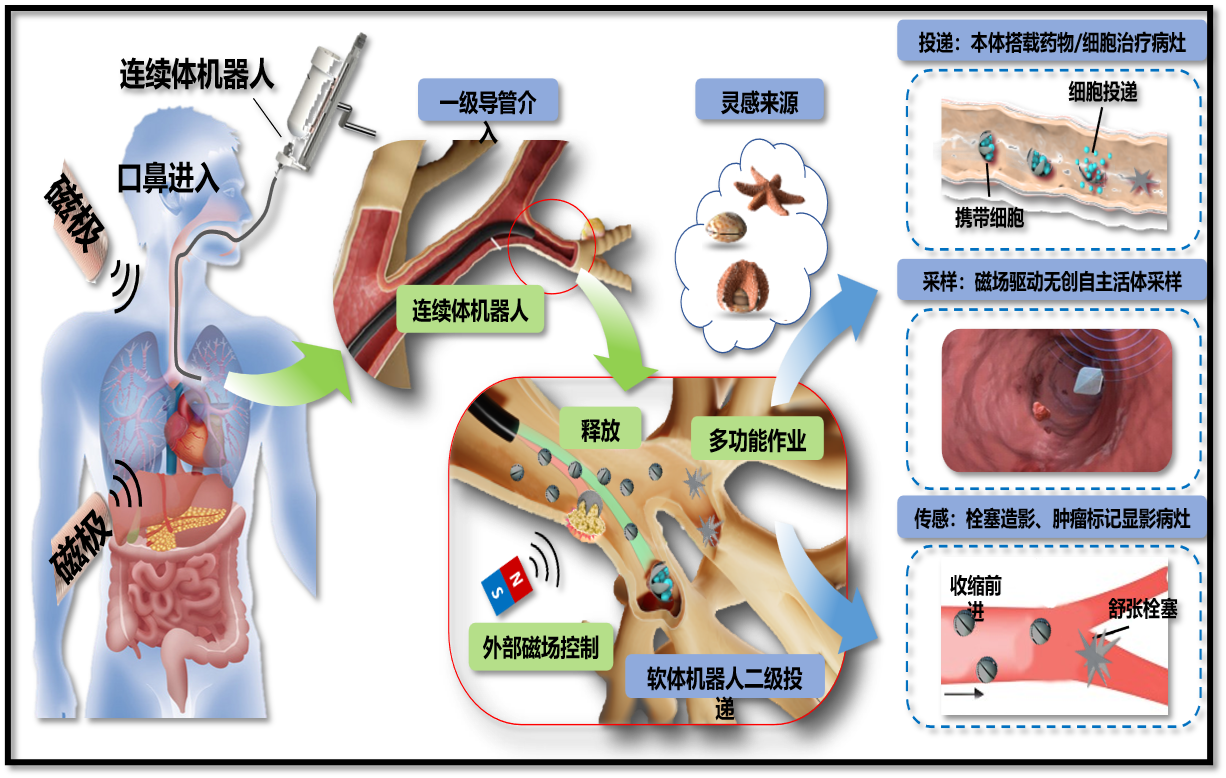 连续体机器人
口鼻进入
磁极
磁极
一级导管介
入
连续体机器人
灵感来源
释放
多功能作业
N
S
外部磁场控制
软体机器人二级投
递
投递：本体搭载药物/细胞治疗病灶
细胞投递
携带细胞
采样：磁场驱动无创自主活体采样
传感：栓塞造影、肿瘤标记显影病灶
收缩前
进
舒张栓塞